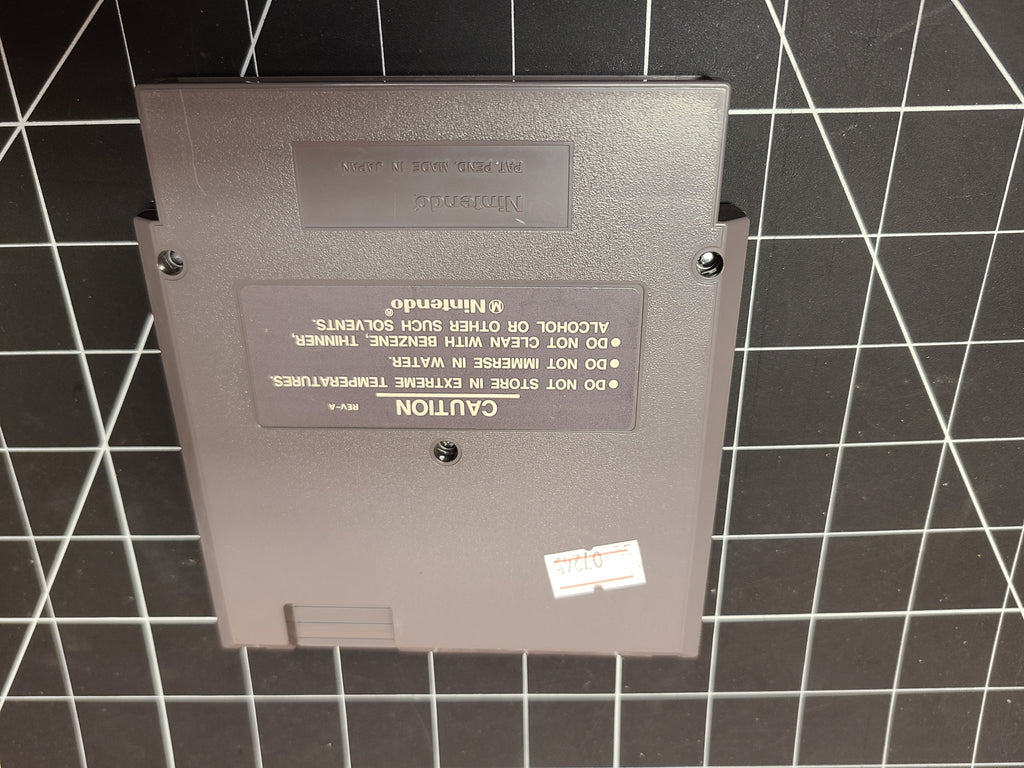 CAUTION REV-A
● DO NOT STORE IN EXTREME TEMPERATURES.
● DO NOT IMMERSE IN WATER.
● DO NOT CLEAN WITH BENZENE, THINNER,
ALCOHOL OR OTHER SUCH SOLVENTS.
Ⓜ Nintendo®
Nintendo
PAT. PEND. MADE IN JAPAN